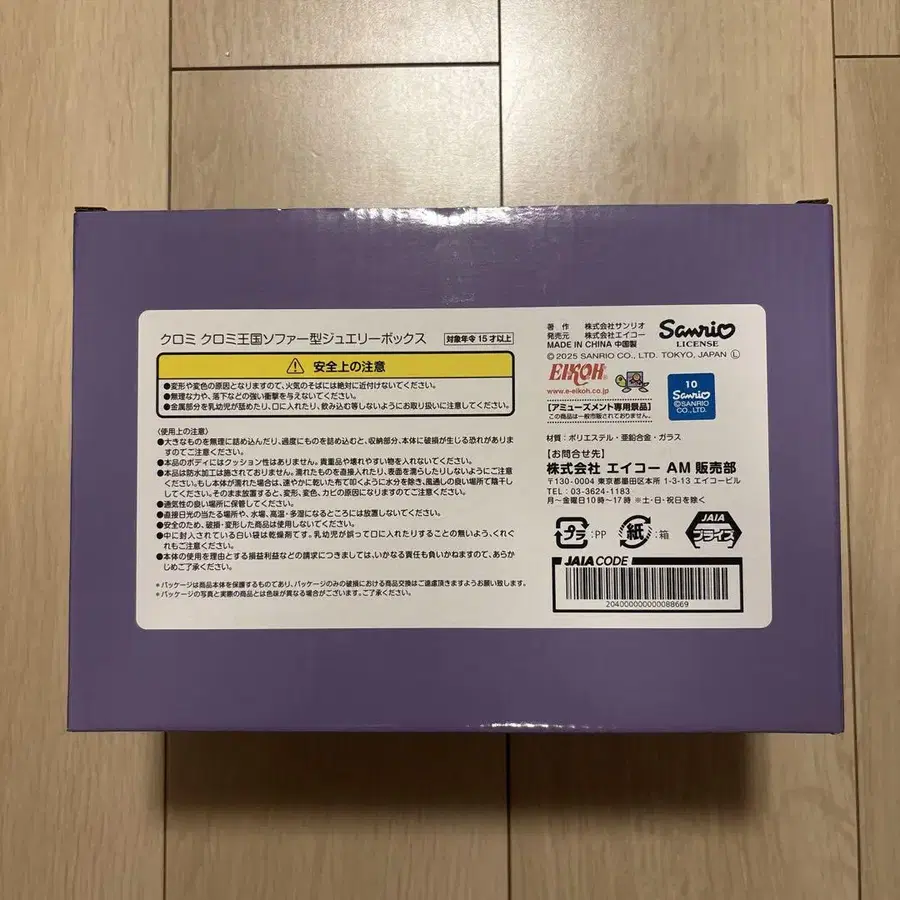 クロミ クロミ王国ソファー型ジュエリーボックス
対象年令15才以上
安全上の注意
●変形や変色の原因となりますので、火気のそばには絶対に近付けないでください。
●無理な力や、落下などの強い衝撃を与えないでください。
●金属部分を乳幼児が舐めたり、口に入れたり、飲み込む等しないようにお取り扱いに注意してください。
〈使用上の注意〉
●大きなものを無理に詰め込んだり、過度にものを詰め込むと、収納部分、本体に破損が生じる恐れがありま
すのでご注意ください。
●本品のボディにはクッション性はありません。貴重品や壊れやすい物を入れないでください。
●本品は防水加工は施されておりません。濡れたものを直接入れたり、表面を濡らしたりしないようにご注意
ください。もし本体が濡れた場合は、速やかに乾いた布で叩くように水分を除き、風通しの良い場所で陰干し
してください。そのまま放置すると、変形、変色、カビの原因になりますのでご注意ください。
●通気性の良い場所に保管してください。
●直接日光の当たる場所や、水場、高温・多湿になるところには放置しないでください。
●安全のため、破損・変形した商品は使用しないでください。
●中に封入されている白い袋は乾燥剤です。乳幼児が誤って口に入れたりすることの無いよう、くれぐ
れもご注意ください。
●本体の使用を理由とする損益利益などの請求につきましては、いかなる責任も負いかねますので、あらか
じめご了承ください。
＊パッケージは商品本体を保護するものであり、パッケージのみの破損における商品交換はご遠慮頂きますようお願い致します。
＊パッケージの写真と実際の商品とは色味が異なる場合がございます。ご了承ください。
著 作 株式会社サンリオ
発売元 株式会社エイコー
MADE IN CHINA 中国製
Sanrio
LICENSE
© 2025 SANRIO CO., LTD. TOKYO, JAPAN Ⓛ
EIKOH®
www.e-eikoh.co.jp
【アミューズメント専用景品】
この商品は一般市販されておりません。
10
Sanrio
©SANRIO
CO.,LTD.
材質：ポリエステル・亜鉛合金・ガラス
【お問合せ先】
株式会社 エイコー AM 販売部
〒130-0004 東京都墨田区本所 1-3-13 エイコービル
TEL：03-3624-1183
月～金曜日10時～17時 ※土・日・祝日を除く
プラ：PP
紙：箱
JAIA
プライズ
JAIA CODE
204000000000088669